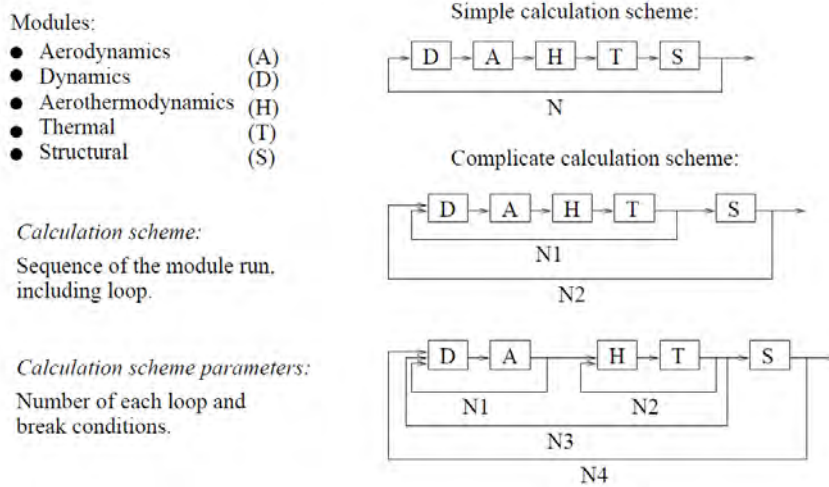 Modules:
● Aerodynamics (A)
● Dynamics (D)
● Aerothermodynamics (H)
● Thermal (T)
● Structural (S)
Calculation scheme:
Sequence of the module run,
including loop.
Calculation scheme parameters:
Number of each loop and
break conditions.
Simple calculation scheme:
D A H T S
N
Complicate calculation scheme:
D A H T S
N1
N2
D A H T S
N1 N2
N3
N4